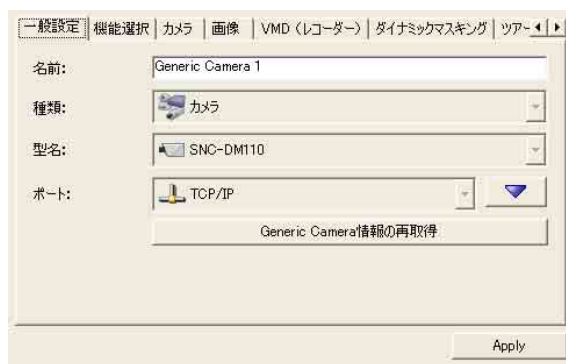 一般設定 機能選択 カメラ 画像 VMD (レコーダー) ダイナミックマスキング ツアー
名前: Generic Camera 1
種類: カメラ
型名: SNC-DM110
ポート: TCP/IP
Generic Camera情報の再取得
Apply